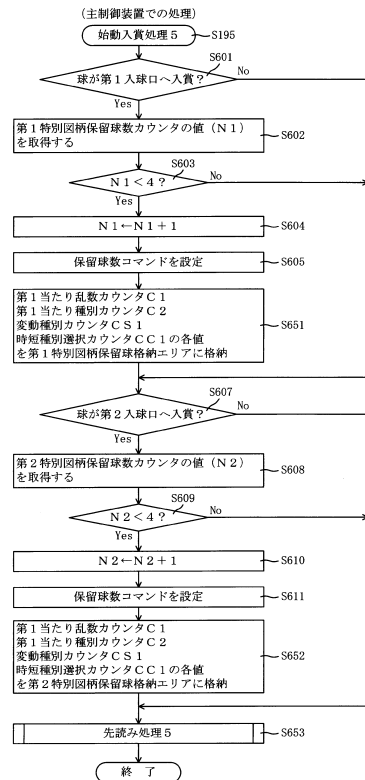 (主制御装置での処理)
始動入賞処理5 S195
S601
球が第1入球口へ入賞? No
Yes
第1特別図柄保留球数カウンタの値(N1)
を取得する
S602
S603
N1<4? No
Yes
N1←N1+1 S604
保留球数コマンドを設定 S605
第1当たり乱数カウンタC1
第1当たり種別カウンタC2
変動種別カウンタCS1
時短種別選択カウンタCC1の各値
を第1特別図柄保留球格納エリアに格納
S651
S607
球が第2入球口へ入賞? No
Yes
第2特別図柄保留球数カウンタの値(N2)
を取得する
S608
S609
N2<4? No
Yes
N2←N2+1 S610
保留球数コマンドを設定 S611
第1当たり乱数カウンタC1
第1当たり種別カウンタC2
変動種別カウンタCS1
時短種別選択カウンタCC1の各値
を第2特別図柄保留球格納エリアに格納
S652
先読み処理5 S653
終 了